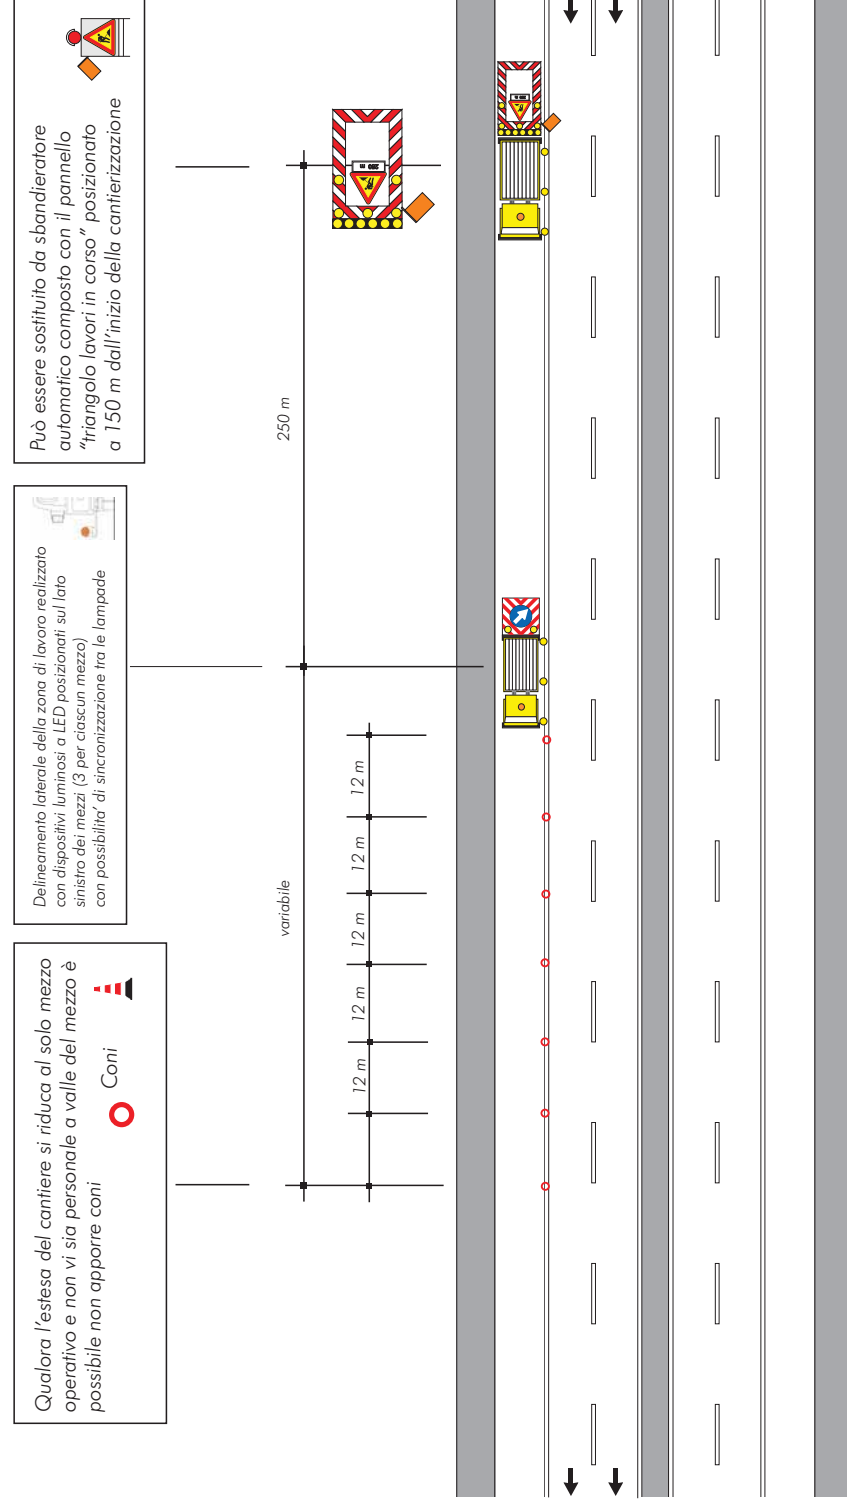 Può essere sostituito da sbandieratore
automatico composto con il pannello
“triangolo lavori in corso” posizionato
a 150 m dall’inizio della cantierizzazione
250 m
Delineamento laterale della zona di lavoro realizzato
con dispositivi luminosi a LED posizionati sul lato
sinistro dei mezzi (3 per ciascun mezzo)
con possibilita’ di sincronizzazione tra le lampade
variabile
12 m
12 m
12 m
12 m
12 m
Qualora l’estesa del cantiere si riduca al solo mezzo
operativo e non vi sia personale a valle del mezzo è
possibile non apporre coni
Coni